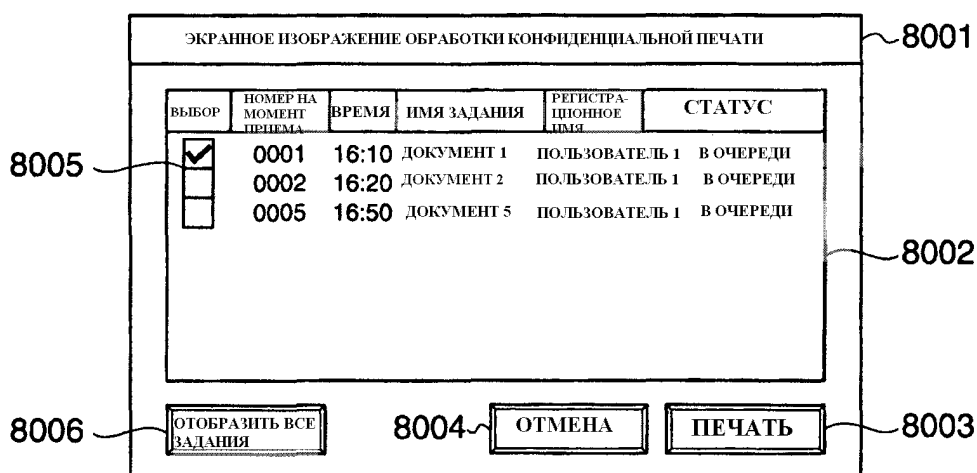 ЭКРАННОЕ ИЗОБРАЖЕНИЕ ОБРАБОТКИ КОНФИДЕНЦИАЛЬНОЙ ПЕЧАТИ 8001
ВЫБОР НОМЕР НА МОМЕНТ ПРИЕМА ВРЕМЯ ИМЯ ЗАДАНИЯ РЕГИСТРА-ЦИОННОЕ ИМЯ СТАТУС
8005 0001 16:10 ДОКУМЕНТ 1 ПОЛЬЗОВАТЕЛЬ 1 В ОЧЕРЕДИ
0002 16:20 ДОКУМЕНТ 2 ПОЛЬЗОВАТЕЛЬ 1 В ОЧЕРЕДИ
0005 16:50 ДОКУМЕНТ 5 ПОЛЬЗОВАТЕЛЬ 1 В ОЧЕРЕДИ
8002
8006 ОТОБРАЗИТЬ ВСЕ ЗАДАНИЯ 8004 ОТМЕНА ПЕЧАТЬ 8003